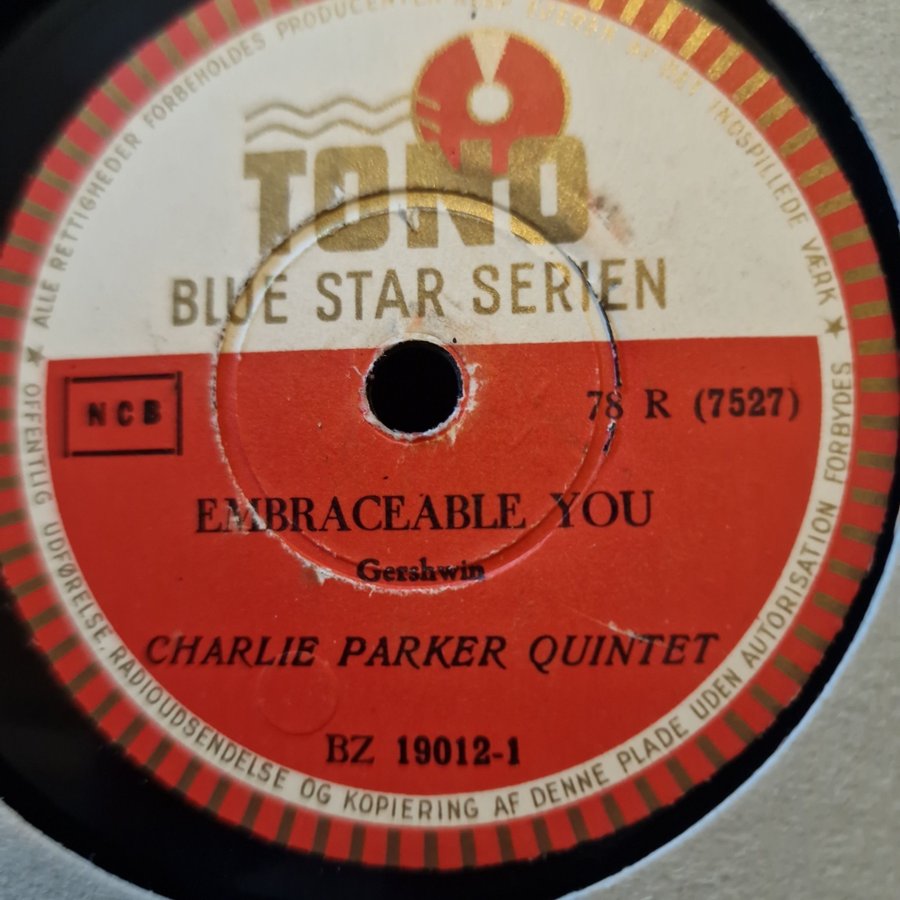 ALLE RETTIGHEDER FORBEHOLDES PRODUCENTEN AF DET INDSPILLEDE VÆRK
TONO
BLUE STAR SERIEN
NCB
78 R (7527)
EMBRACEABLE YOU
Gershwin
CHARLIE PARKER QUINTET
BZ 19012-1
★ OFFENTLIG UDFØRELSE, RADIOUDSENDELSE OG KOPIERING AF DENNE PLADE UDEN AUTORISATION FORBYDES ★